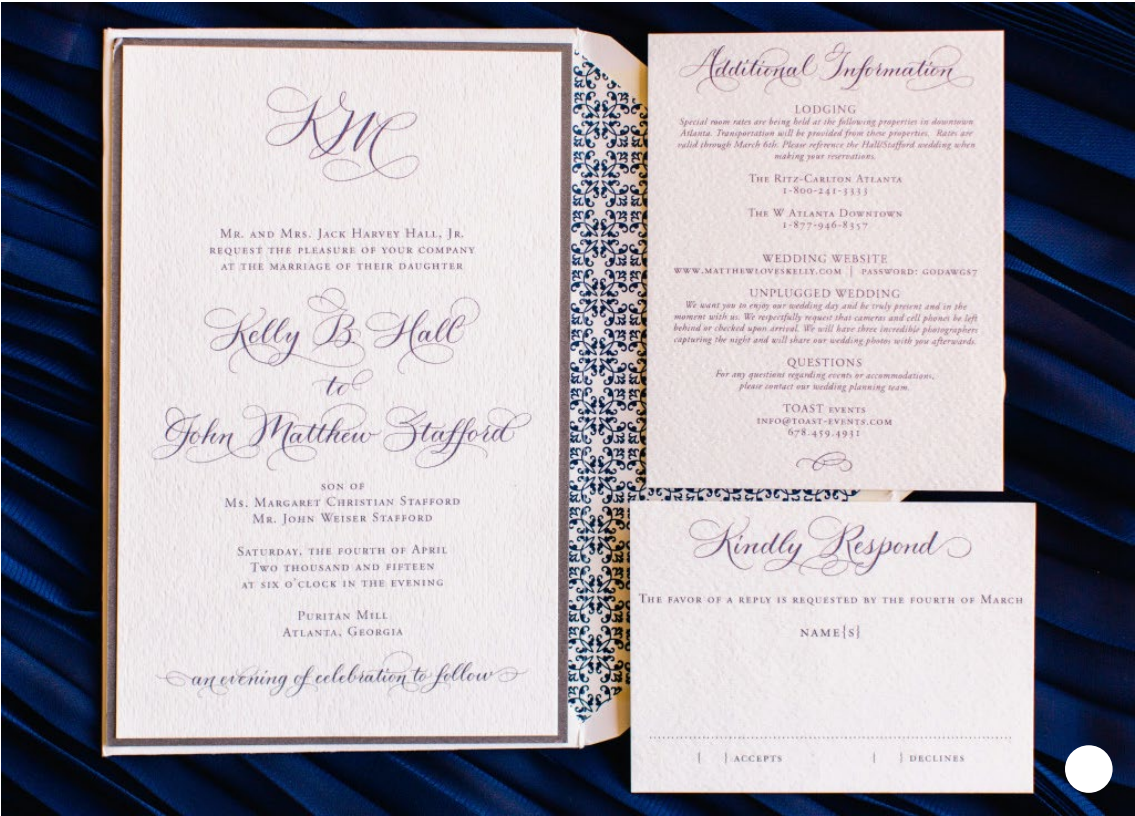 KMC
Mr. and Mrs. Jack Harvey Hall, Jr.
request the pleasure of your company
at the marriage of their daughter
Kelly B Hall
to
John Matthew Stafford
son of
Ms. Margaret Christian Stafford
Mr. John Weiser Stafford
Saturday, the fourth of April
Two thousand and fifteen
at six o'clock in the evening
Puritan Mill
Atlanta, Georgia
an evening of celebration to follow
Additional Information
LODGING
Special room rates are being held at the following properties in downtown
Atlanta. Transportation will be provided from these properties. Rates are
valid through March 6th. Please reference the Hall/Stafford wedding when
making your reservations.
The Ritz-Carlton Atlanta
1-800-241-3333
The W Atlanta Downtown
1-877-946-8357
WEDDING WEBSITE
www.matthewloveskelly.com | password: godawgs7
UNPLUGGED WEDDING
We want you to enjoy our wedding day and be truly present and in the
moment with us. We respectfully request that cameras and cell phones be left
behind or checked upon arrival. We will have three incredible photographers
capturing the night and will share our wedding photos with you afterwards.
QUESTIONS
For any questions regarding events or accommodations,
please contact our wedding planning team.
TOAST events
info@toast-events.com
678.459.4931
Kindly Respond
The favor of a reply is requested by the fourth of March
name{s}
{ } accepts { } declines